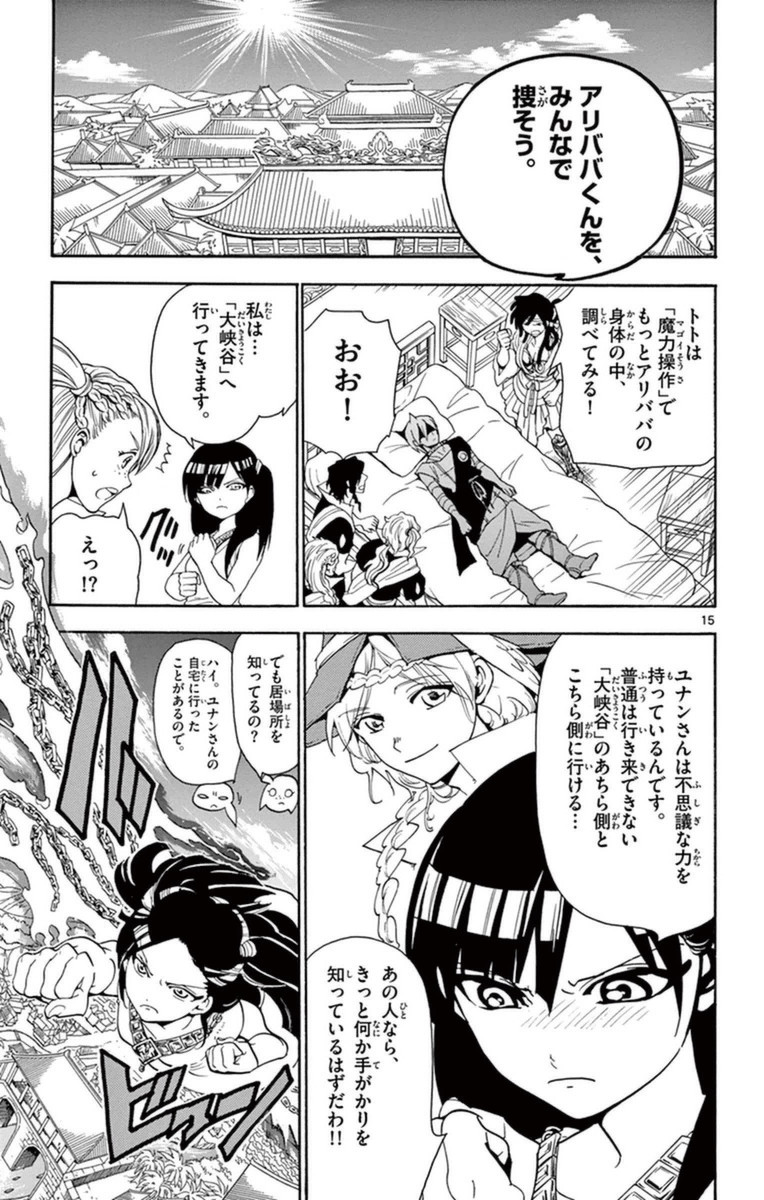 アリババくんを、
みんなで
捜そう。
トトは
「魔力操作」で
もっとアリババの
身体の中、
調べてみる!
おお!
私は…
「大峡谷」へ
行ってきます。
グッ
えっ!?
15
ユナンさんは不思議な力を
持っているんです。
普通は行き来できない
「大峡谷」のあちら側と
こちら側に行ける…
あの人なら、
きっと何か手がかりを
知っているはずだわ!!
でも居場所を
知ってるの?
ハイ。ユナンさんの
自宅に行った
ことがあるので。
バッ
ビューン